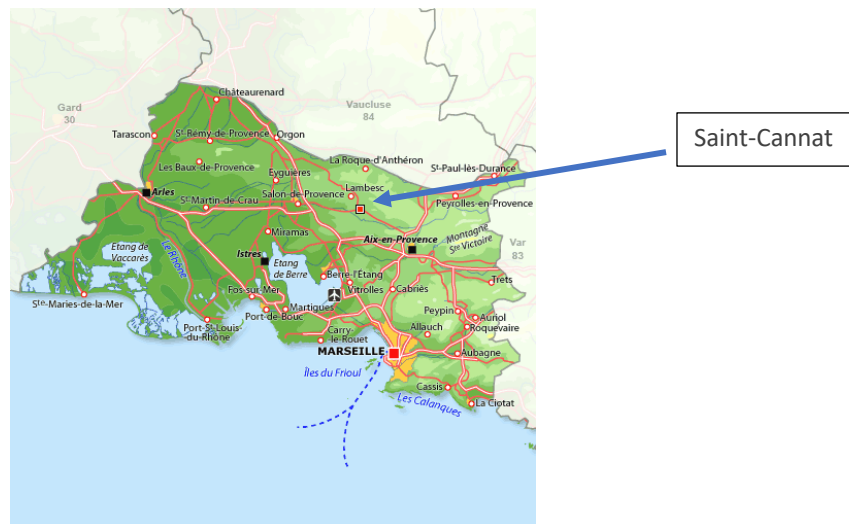 Châteaurenard
Gard
30
Vaucluse
84
Tarascon
Sᵗ-Rémy-de-Provence
Orgon
Saint-Cannat
La Roque-d'Anthéron
Sᵗ-Paul-lès-Durance
Les Baux-de-Provence
Eyguières
Lambesc
Arles
Salon-de-Provence
Sᵗ-Martin-de-Crau
Peyrolles-en-Provence
Miramas
Aix-en-Provence
Montagne
Sᵗᵉ Victoire
Var
83
Etang de
Vaccarès
Le Rhône
Istres
Etang
de Berre
Berre-l'Étang
Vitrolles
Cabriès
Trets
Sᵗᵉ-Maries-de-la-Mer
Fos-sur-Mer
Martigues
Port-de-Bouc
Peypin
Auriol
Roquevaire
Port-Sᵗ-Louis
du-Rhône
Carry-
le-Rouet
Allauch
MARSEILLE
Aubagne
Îles du Frioul
Cassis
Les Calanques
La Ciotat